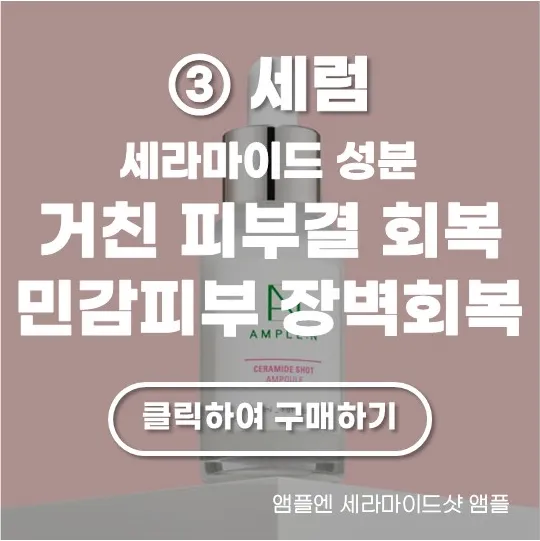 ③ 세럼
세라마이드 성분
거친 피부결 회복
민감피부 장벽회복
AMPLE:N
CERAMIDE SHOT
AMPOULE
클릭하여 구매하기
앰플엔 세라마이드샷 앰플